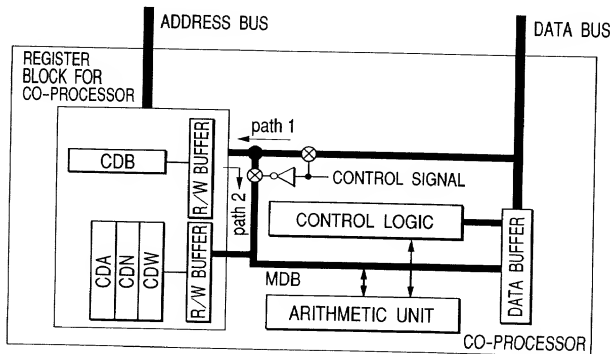 ADDRESS BUS
DATA BUS
REGISTER
BLOCK FOR
CO-PROCESSOR
path 1
R/W BUFFER
CDB
path 2
CONTROL SIGNAL
CONTROL LOGIC
CDA
CDN
CDW
R/W BUFFER
MDB
DATA BUFFER
ARITHMETIC UNIT
CO-PROCESSOR